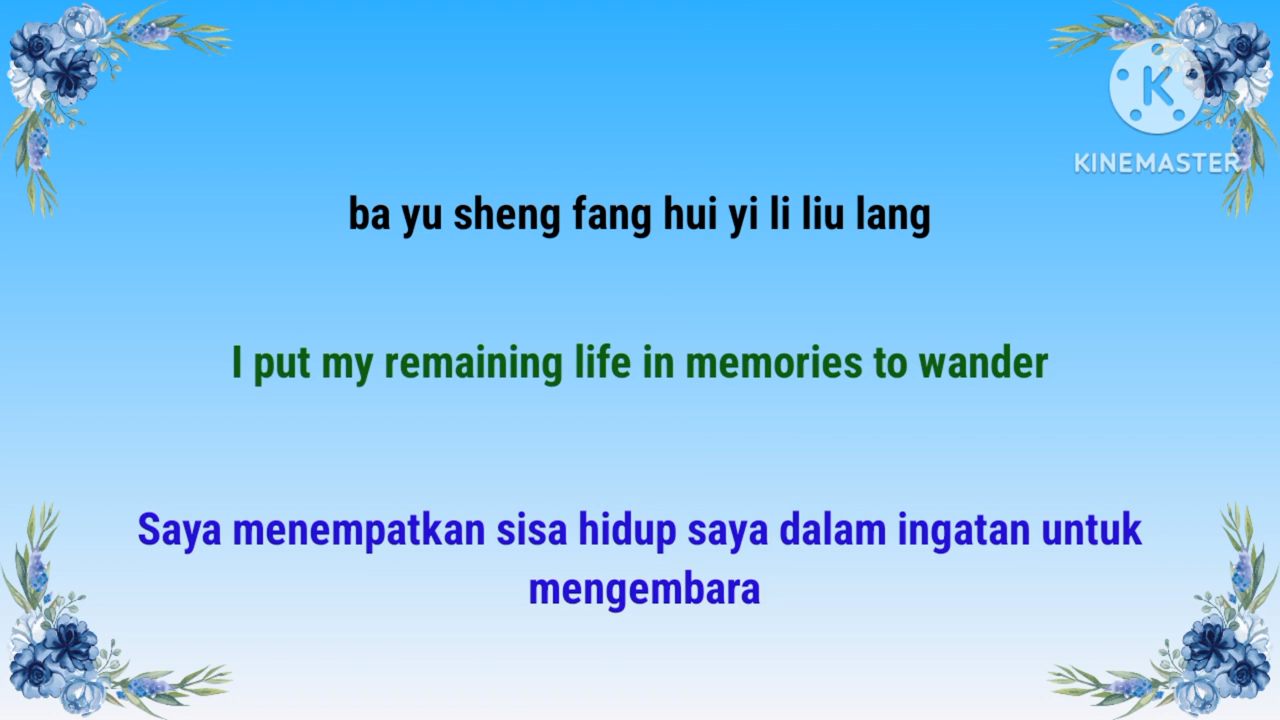 K
KINEMASTER
ba yu sheng fang hui yi li liu lang
I put my remaining life in memories to wander
Saya menempatkan sisa hidup saya dalam ingatan untuk
mengembara